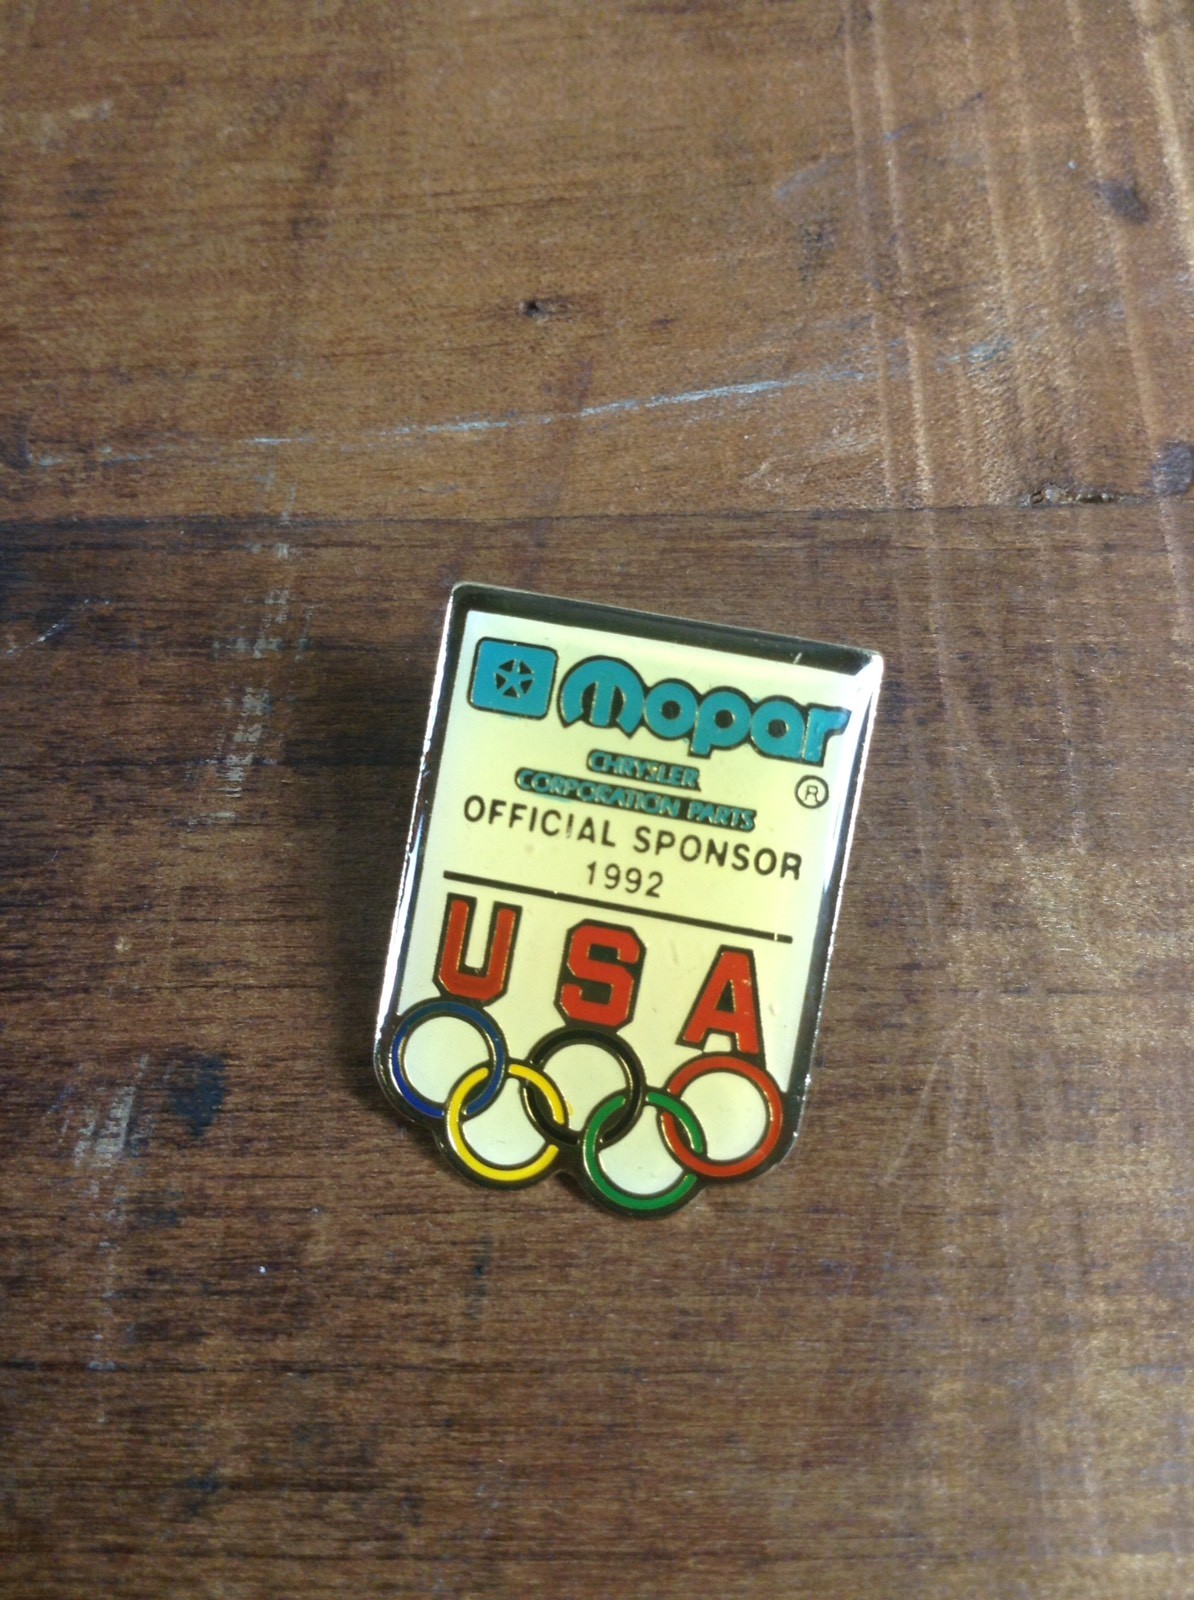 mopar
CHRYSLER
CORPORATION PARTS
®
OFFICIAL SPONSOR
1992
USA